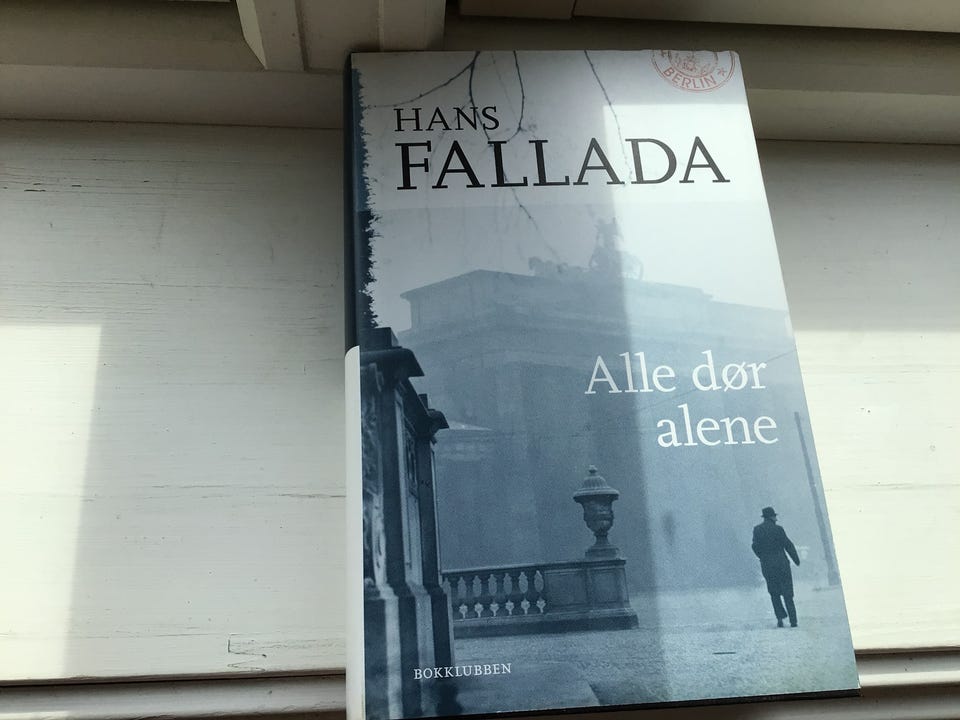 BERLIN
HANS
FALLADA
Alle dør
alene
BOKKLUBBEN